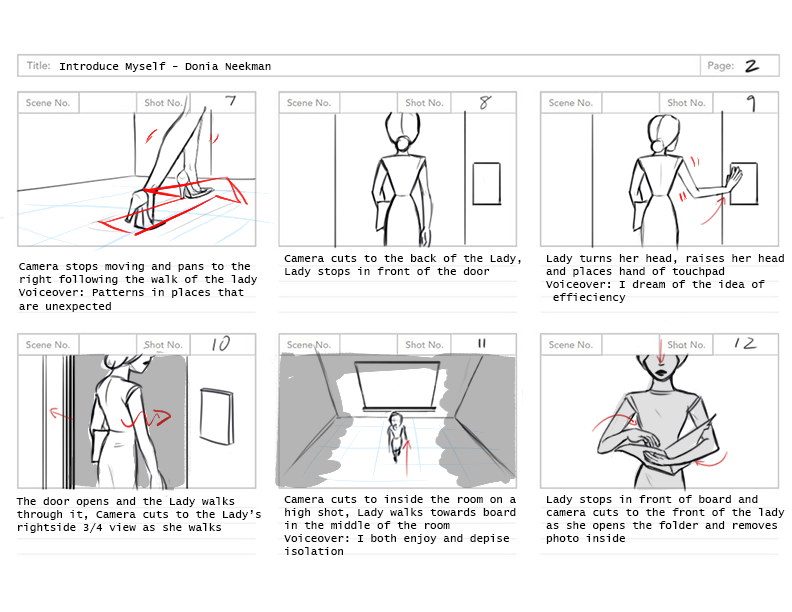 Title: Introduce Myself - Donia Neekman Page: 2
Scene No. Shot No. 7
Scene No. Shot No. 8
Scene No. Shot No. 9
Camera stops moving and pans to the
right following the walk of the lady
Voiceover: Patterns in places that
are unexpected
Camera cuts to the back of the Lady,
Lady stops in front of the door
Lady turns her head, raises her head
and places hand of touchpad
Voiceover: I dream of the idea of
effieciency
Scene No. Shot No. 10
Scene No. Shot No. 11
Scene No. Shot No. 12
The door opens and the Lady walks
through it, Camera cuts to the Lady's
rightside 3/4 view as she walks
Camera cuts to inside the room on a
high shot, Lady walks towards board
in the middle of the room
Voiceover: I both enjoy and depise
isolation
Lady stops in front of board and
camera cuts to the front of the lady
as she opens the folder and removes
photo inside